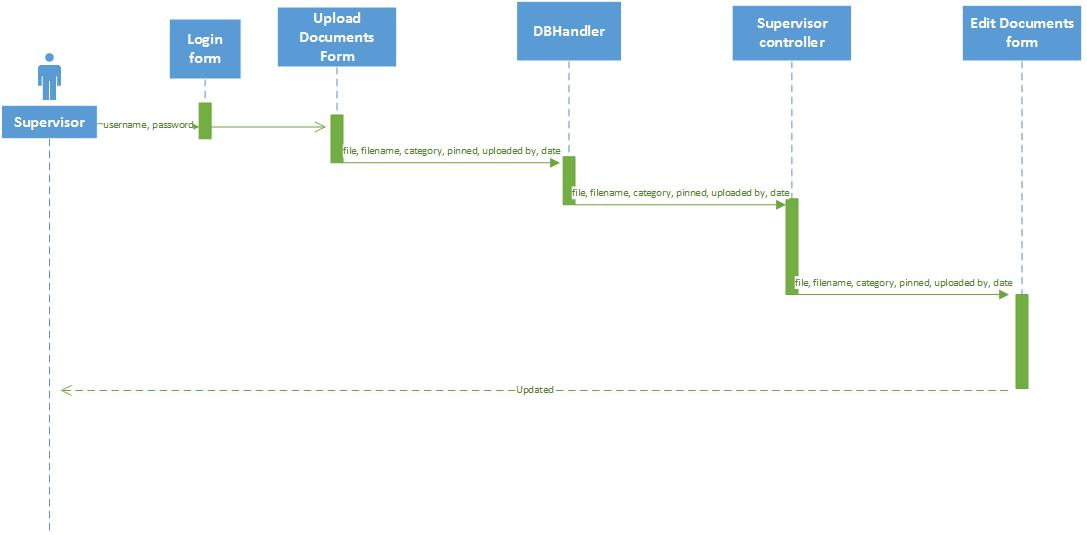 Login
form
Upload
Documents
Form
DBHandler
Supervisor
controller
Edit Documents
form
Supervisor
username, password
file, filename, category, pinned, uploaded by, date
file, filename, category, pinned, uploaded by, date
file, filename, category, pinned, uploaded by, date
Updated